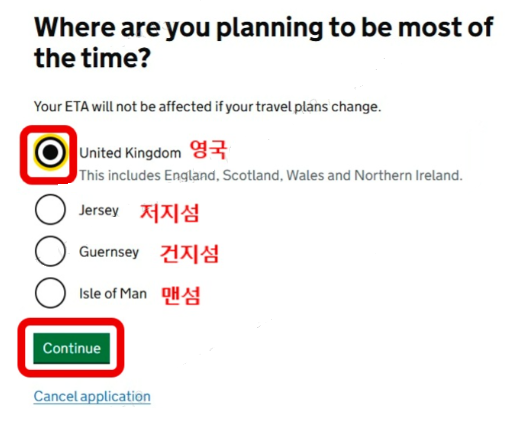 Where are you planning to be most of
the time?
Your ETA will not be affected if your travel plans change.
United Kingdom 영국
This includes England, Scotland, Wales and Northern Ireland.
Jersey 저지섬
Guernsey 건지섬
Isle of Man 맨섬
Continue
Cancel application